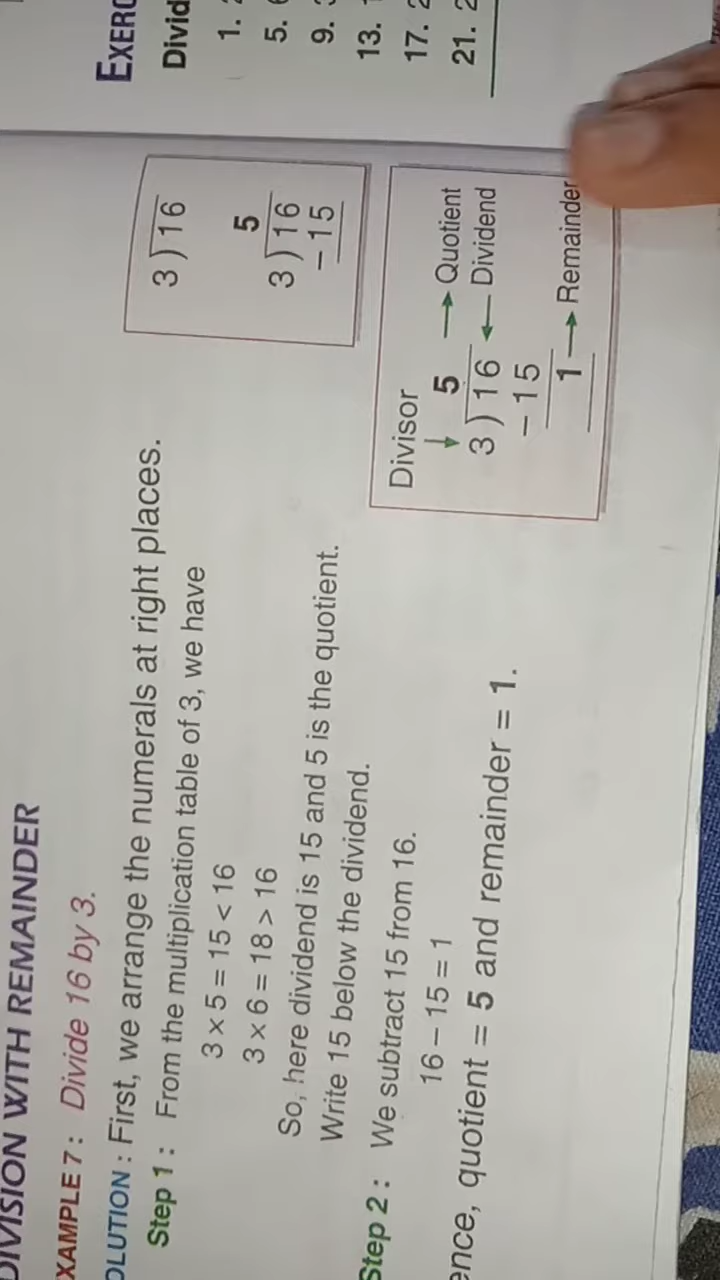 DIVISION WITH REMAINDER
EXAMPLE 7 : Divide 16 by 3.
SOLUTION : First, we arrange the numerals at right places.
Step 1 : From the multiplication table of 3, we have
3 × 5 = 15 < 16
3 × 6 = 18 > 16
So, here dividend is 15 and 5 is the quotient.
Write 15 below the dividend.
Step 2 : We subtract 15 from 16.
16 – 15 = 1
ence, quotient = 5 and remainder = 1.
3 ) 16
5
3 ) 16
– 15
Divisor
↓ 5 → Quotient
3 ) 16 ← Dividend
– 15
1 → Remainder
EXERC
Divid
1.
5.
9.
13.
17. 2
21. 2